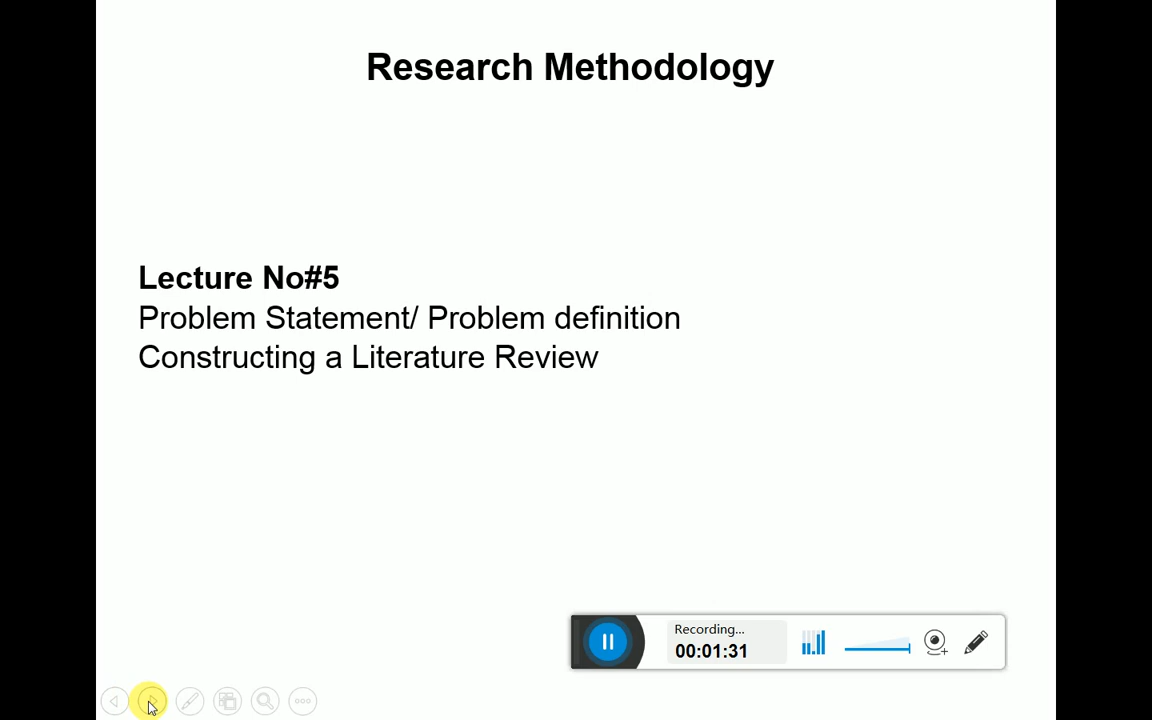 Research Methodology
Lecture No#5
Problem Statement/ Problem definition
Constructing a Literature Review
Recording...
00:01:31